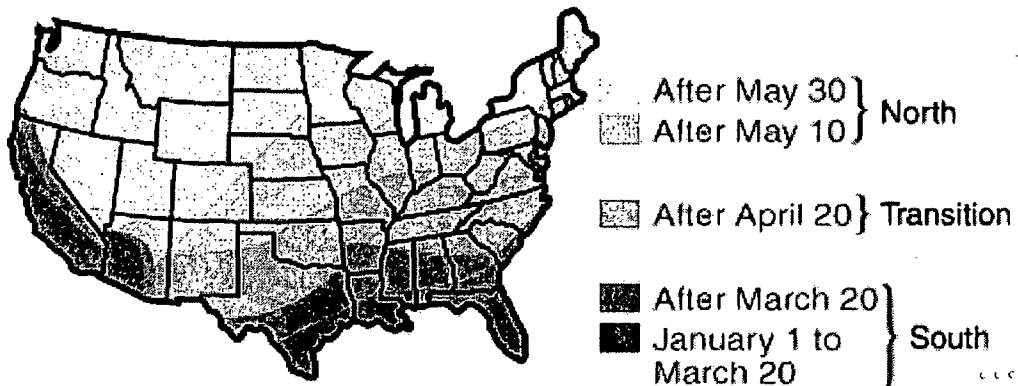 After May 30
After May 10
North
After April 20
Transition
After March 20
January 1 to
March 20
South